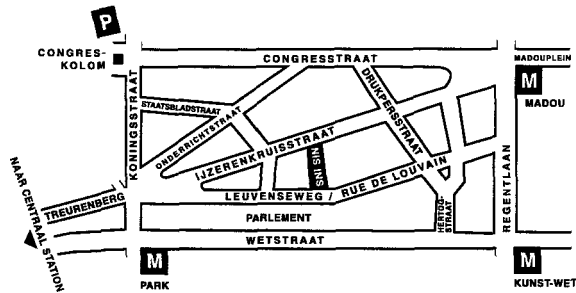 P
CONGRES-
KOLOM
CONGRESSTRAAT
MADOUPLEIN
M
MADOU
KONINGSSTRAAT
STAATSBLADSTRAAT
ONDERRICHTSTRAAT
DRUKPERSSTRAAT
IJZERENKRUISSTRAAT
NIS NIS
LEUVENSEWEG / RUE DE LOUVAIN
REGENTLAAN
NAAR CENTRAAL STATION
TREURENBERG
PARLEMENT
HERTOG-
STRAAT
WETSTRAAT
M
PARK
M
KUNST-WET